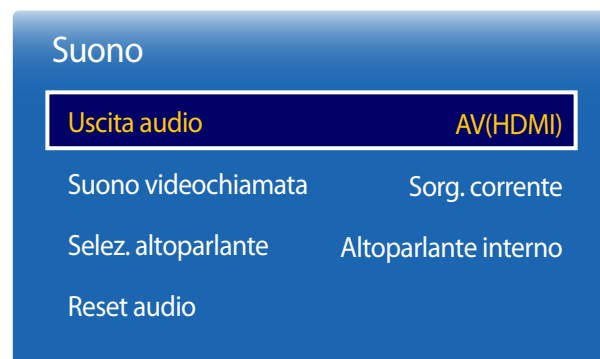 Suono
Uscita audio AV(HDMI)
Suono videochiamata Sorg. corrente
Selez. altoparlante Altoparlante interno
Reset audio